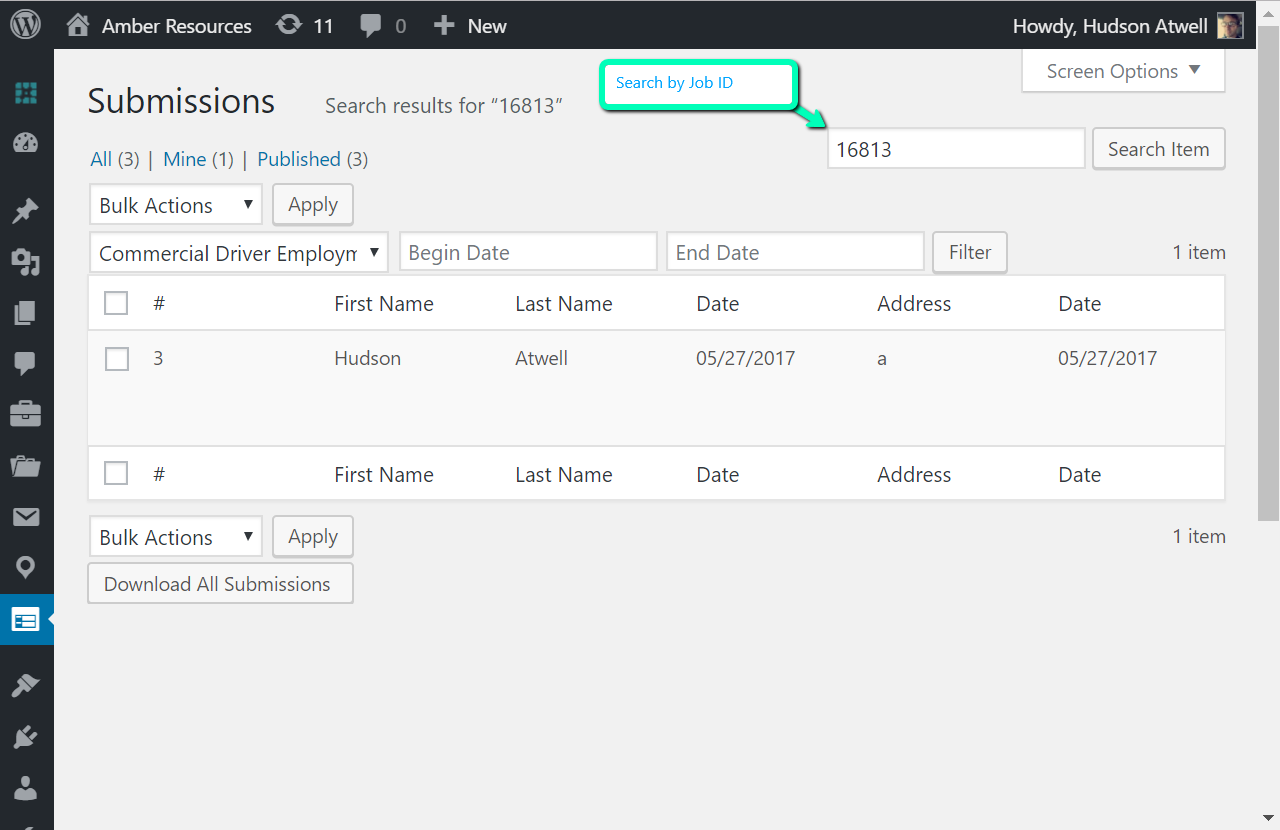 Amber Resources 11 0 New Howdy, Hudson Atwell
Screen Options
Search by Job ID
Submissions Search results for “16813”
16813 Search Item
All (3) | Mine (1) | Published (3)
Bulk Actions Apply
Commercial Driver Employm Begin Date End Date Filter 1 item
# First Name Last Name Date Address Date
3 Hudson Atwell 05/27/2017 a 05/27/2017
# First Name Last Name Date Address Date
Bulk Actions Apply 1 item
Download All Submissions